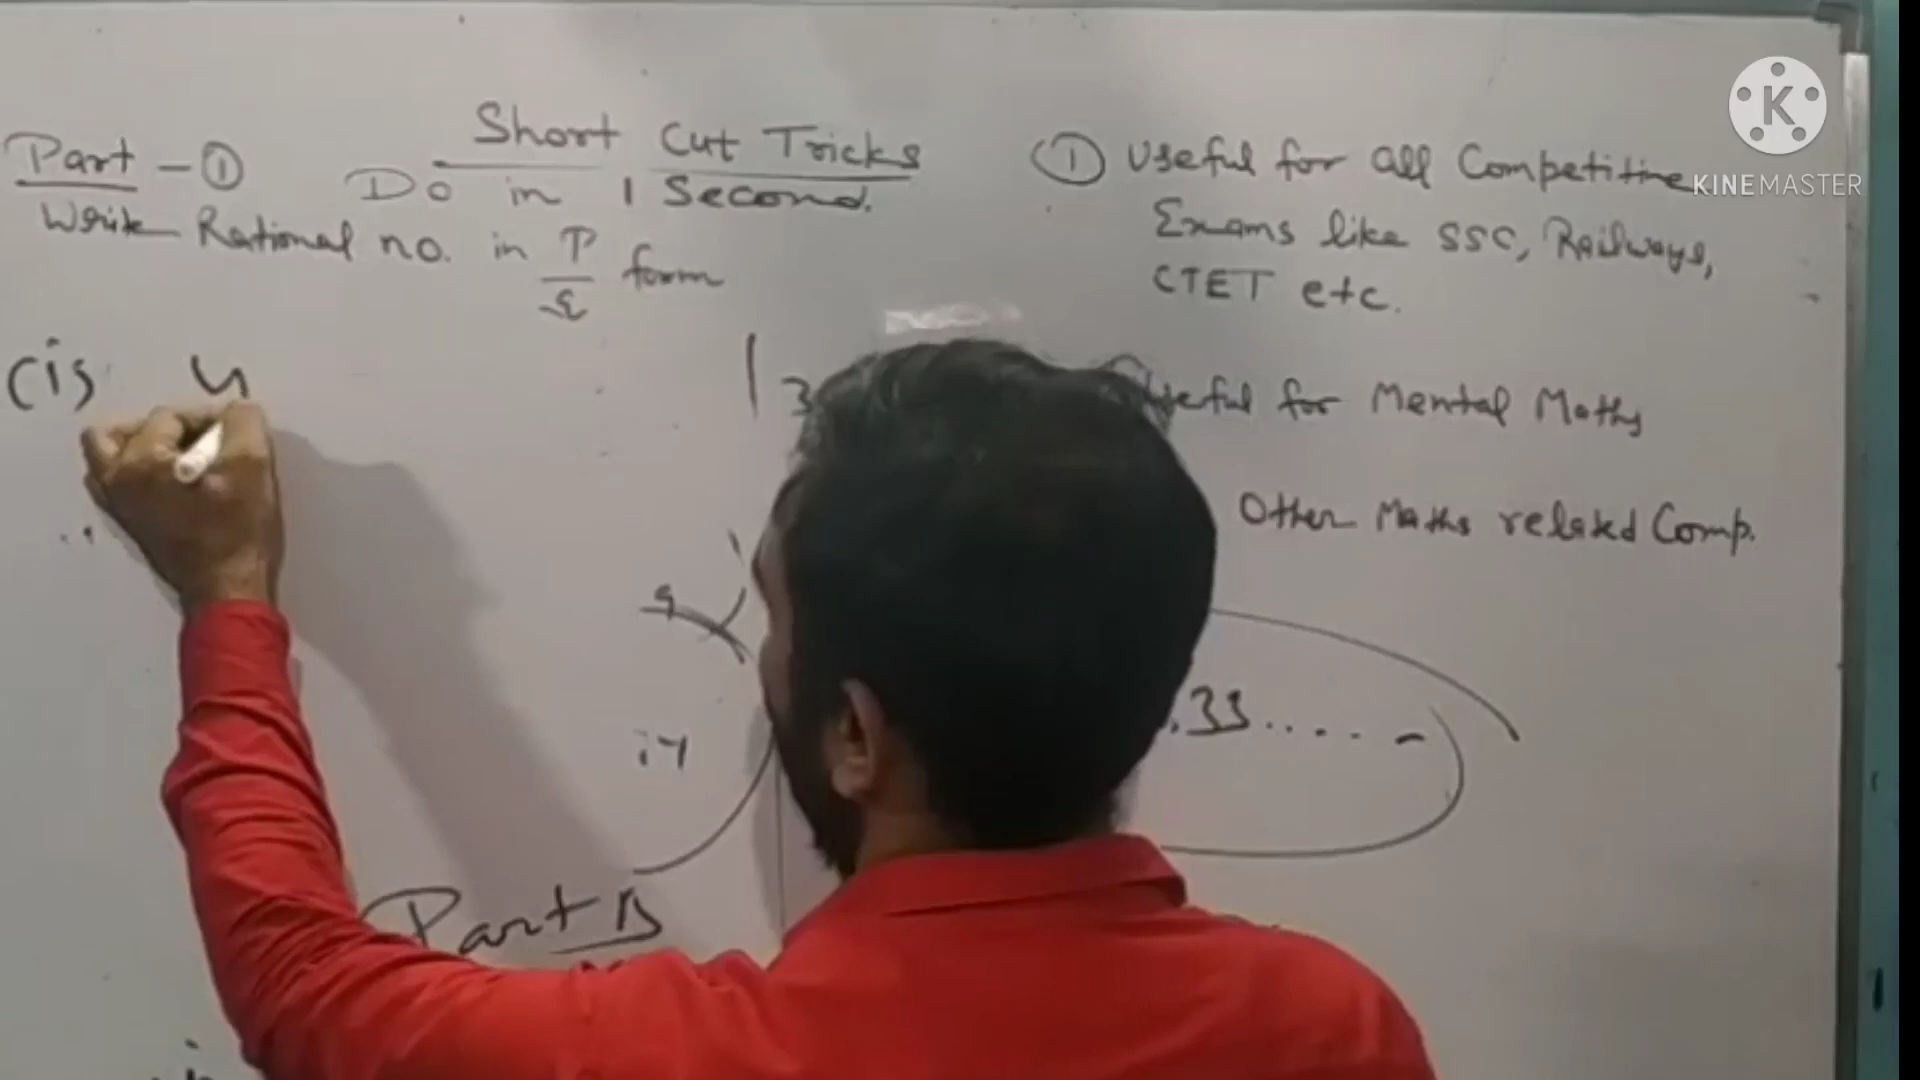 Short Cut Tricks
Part - ① Do in 1 Second.
Write Rational no. in P/q form
① Useful for all Competitive
Exams like SSC, Railways,
CTET etc.
(i) 4
Useful for Mental Maths
Other Maths related Comp.
.33.....-
Part B
K
KINEMASTER